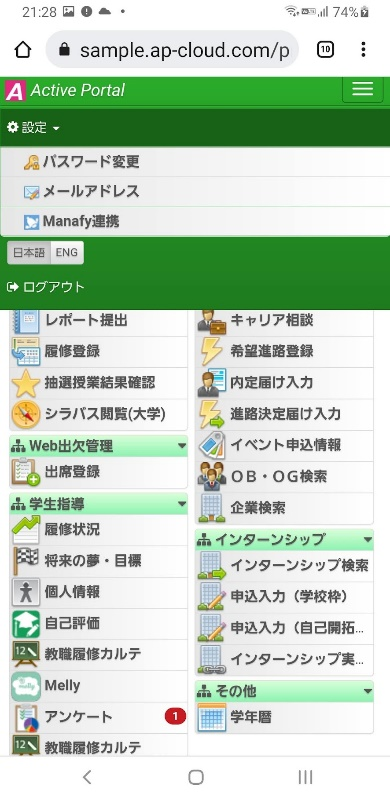 21:28
74%
sample.ap-cloud.com/p
10
A Active Portal
設定
パスワード変更
メールアドレス
Manafy連携
日本語 ENG
ログアウト
レポート提出
履修登録
抽選授業結果確認
シラバス閲覧(大学)
Web出欠管理
出席登録
学生指導
履修状況
将来の夢・目標
個人情報
自己評価
教職履修カルテ
Melly
アンケート 1
教職履修カルテ
キャリア相談
希望進路登録
内定届け入力
進路決定届け入力
イベント申込情報
ＯＢ・ＯＧ検索
企業検索
インターンシップ
インターンシップ検索
申込入力（学校枠）
申込入力（自己開拓...
インターンシップ実...
その他
学年暦